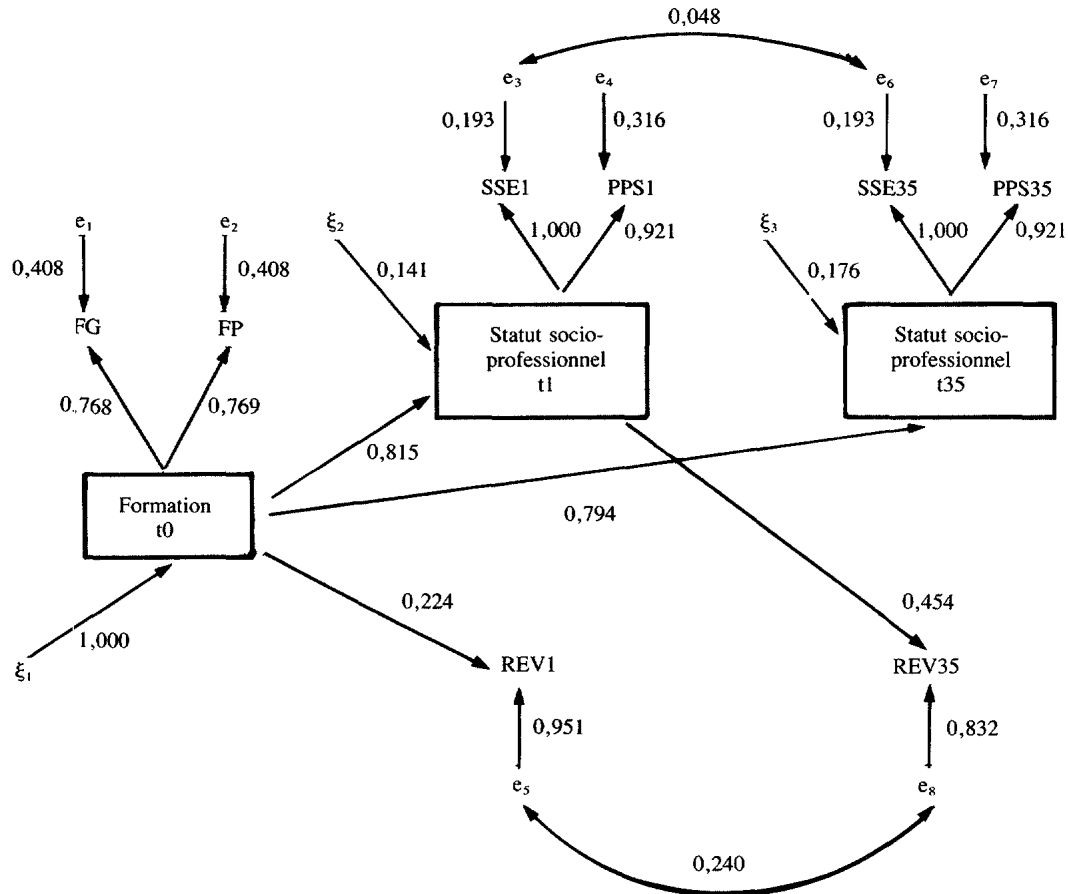 0,048
e₃
e₄
e₆
e₇
0,193
0,316
0,193
0,316
SSE1
PPS1
SSE35
PPS35
e₁
e₂
ξ₂
1,000
0,921
ξ₃
1,000
0,921
0,408
0,408
0,141
0,176
FG
FP
Statut socio-
professionnel
t1
Statut socio-
professionnel
t35
0,768
0,769
0,815
Formation
t0
0,794
0,224
0,454
1,000
ξ₁
REV1
REV35
0,951
0,832
e₅
e₈
0,240